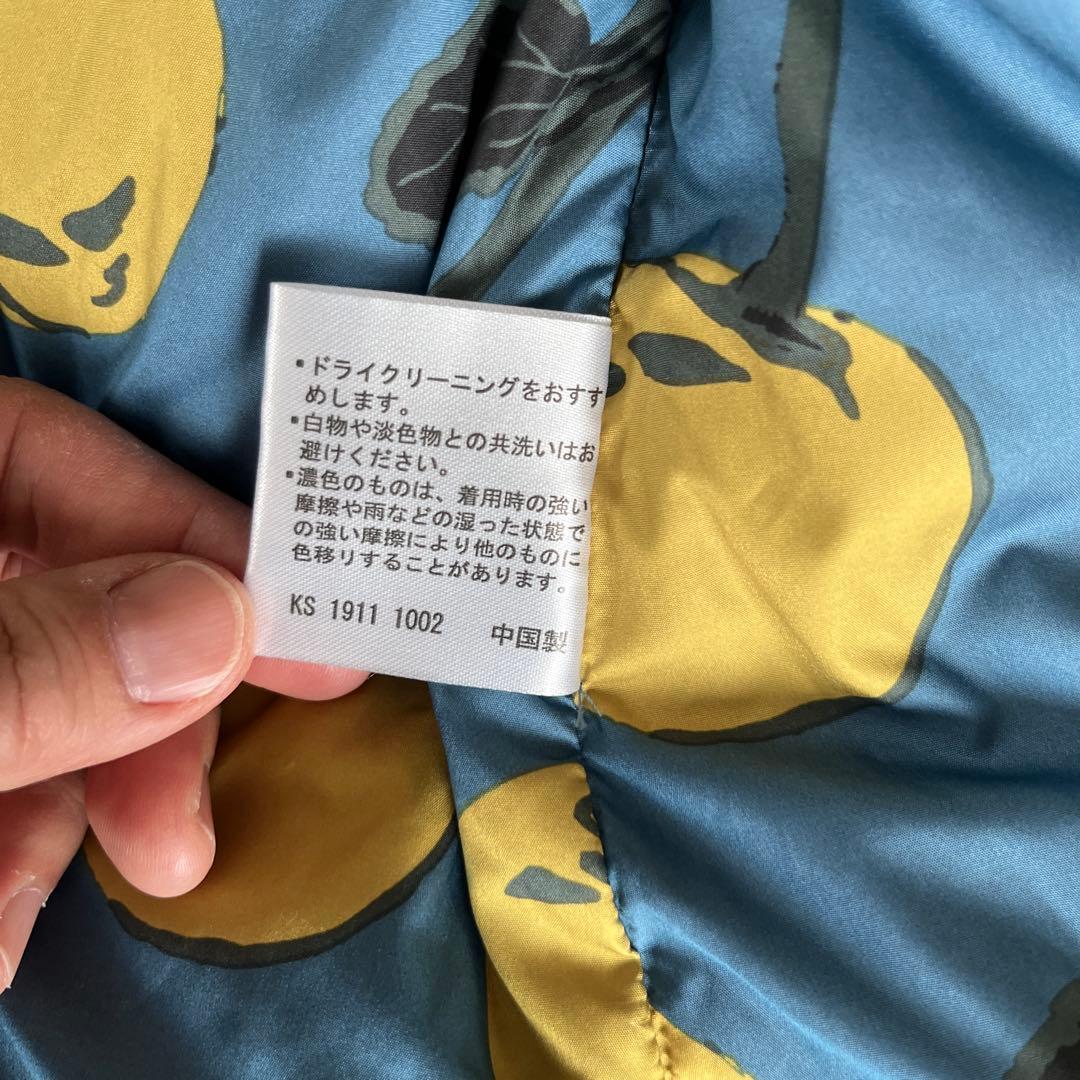 ▪ドライクリーニングをおすす
めします。
▪白物や淡色物との共洗いはお
避けください。
▪濃色のものは、着用時の強い
摩擦や雨などの湿った状態で
の強い摩擦により他のものに
色移りすることがあります。
KS 1911 1002 中国製